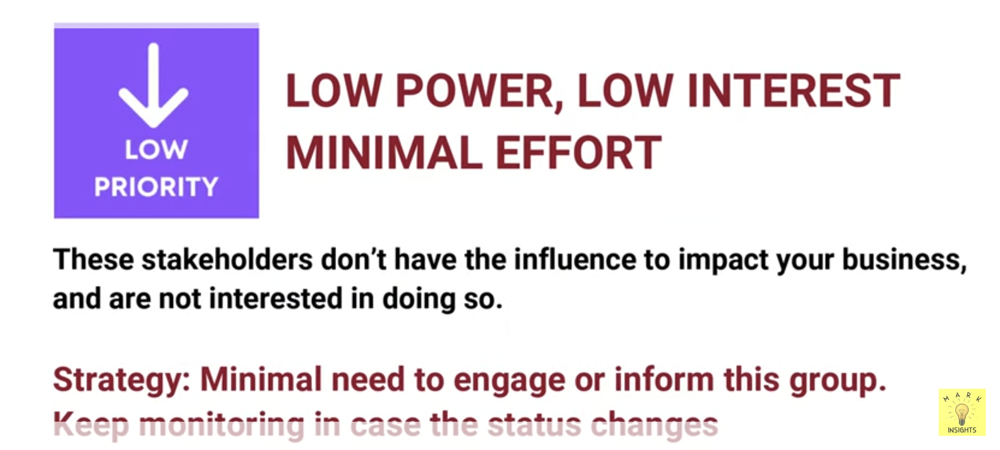 LOW
PRIORITY
LOW POWER, LOW INTEREST
MINIMAL EFFORT
These stakeholders don’t have the influence to impact your business,
and are not interested in doing so.
Strategy: Minimal need to engage or inform this group.
Keep monitoring in case the status changes
MARK
INSIGHTS